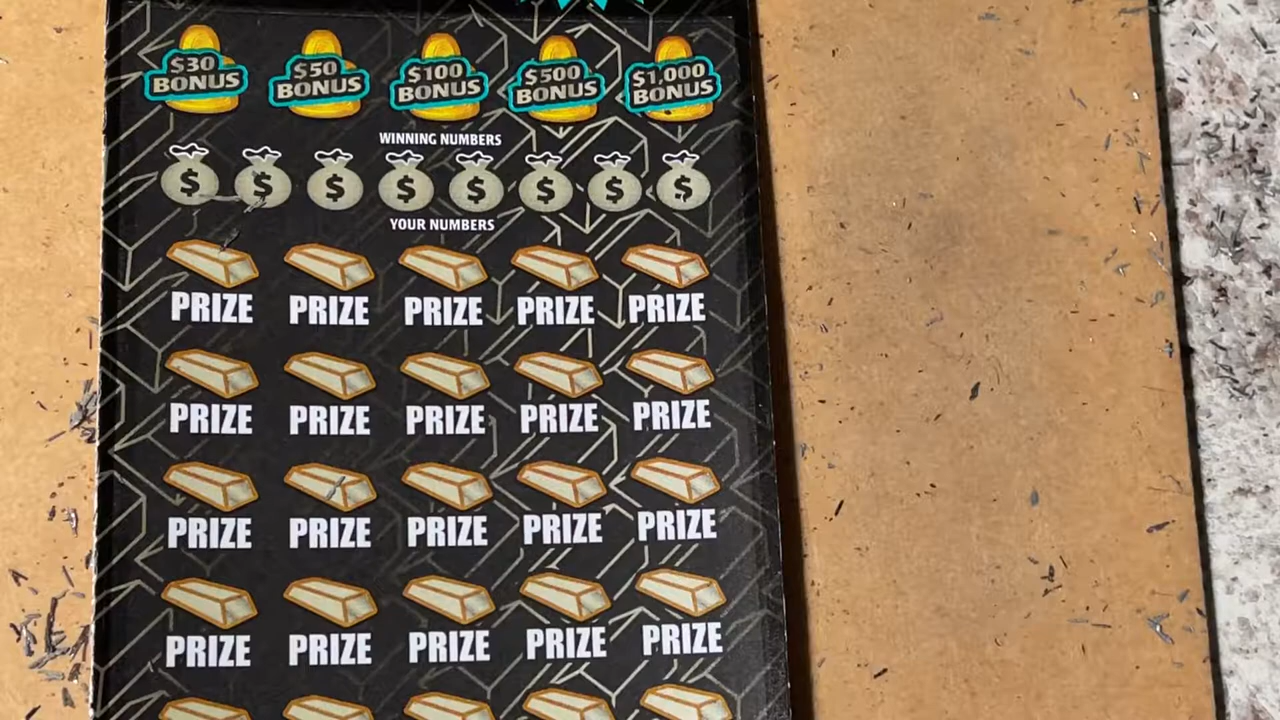 $30 $50 $100 $500 $1,000
BONUS BONUS BONUS BONUS BONUS
WINNING NUMBERS
$ $ $ $ $ $ $ $
YOUR NUMBERS
PRIZE PRIZE PRIZE PRIZE PRIZE
PRIZE PRIZE PRIZE PRIZE PRIZE
PRIZE PRIZE PRIZE PRIZE PRIZE
PRIZE PRIZE PRIZE PRIZE PRIZE